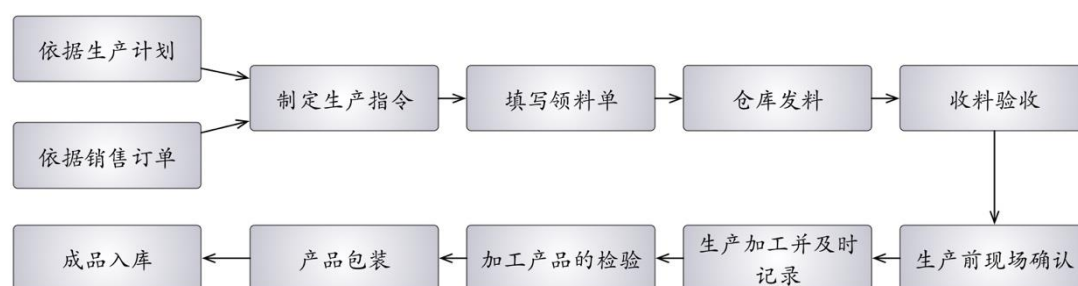 依据生产计划
依据销售订单
制定生产指令
填写领料单
仓库发料
收料验收
生产前现场确认
生产加工并及时
记录
加工产品的检验
产品包装
成品入库